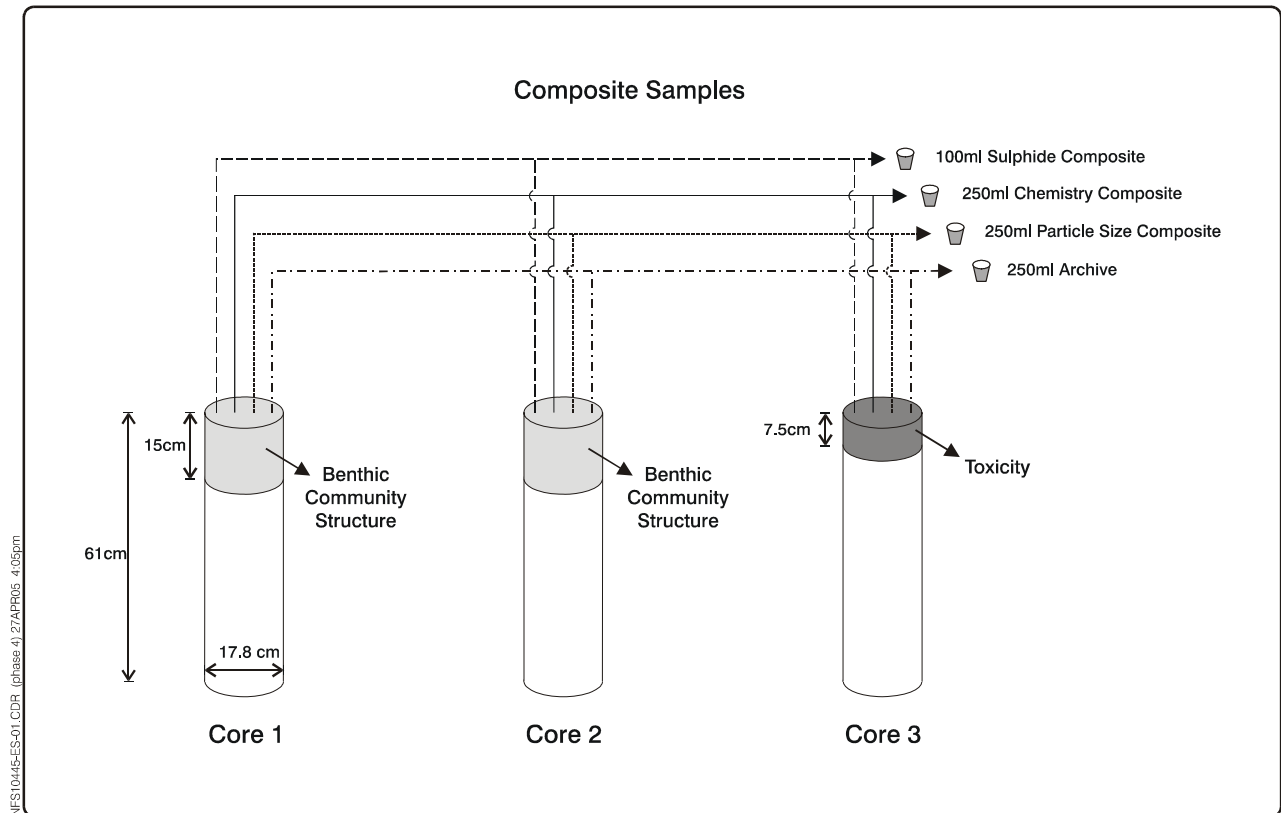 Composite Samples
100ml Sulphide Composite
250ml Chemistry Composite
250ml Particle Size Composite
250ml Archive
15cm
Benthic
Community
Structure
Benthic
Community
Structure
7.5cm
Toxicity
61cm
17.8 cm
Core 1
Core 2
Core 3
NFS10445-ES-01.CDR (phase 4) 27APR05 4:05pm